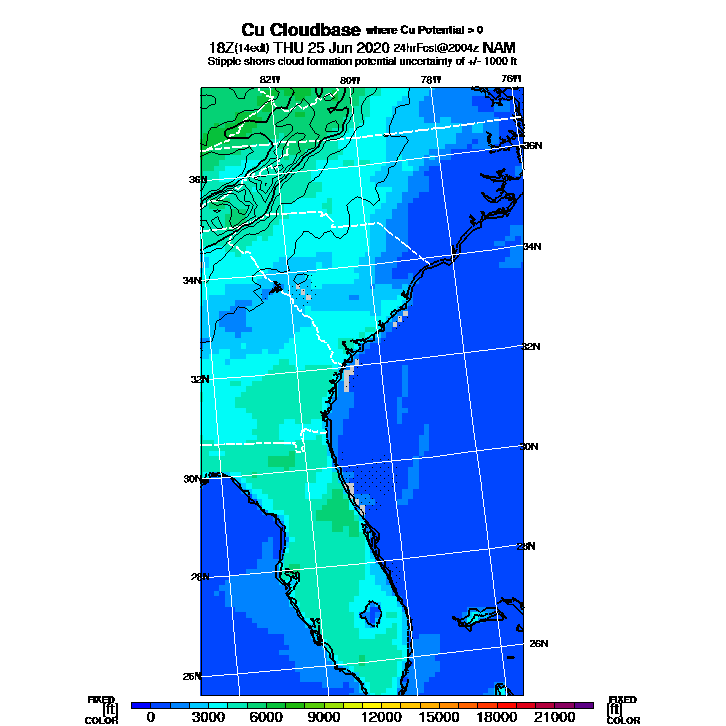 Cu Cloudbase where Cu Potential > 0
18Z(14edt) THU 25 Jun 2020 24hrFcst@2004z NAM
Stipple shows cloud formation potential uncertainty of +/- 1000 ft
82W 80W 78W 76W
36N 36N
34N 34N
32N 32N
30N 30N
28N 28N
26N 26N
FIXED FIXED
[ft] [ft]
COLOR COLOR
0 3000 6000 9000 12000 15000 18000 21000